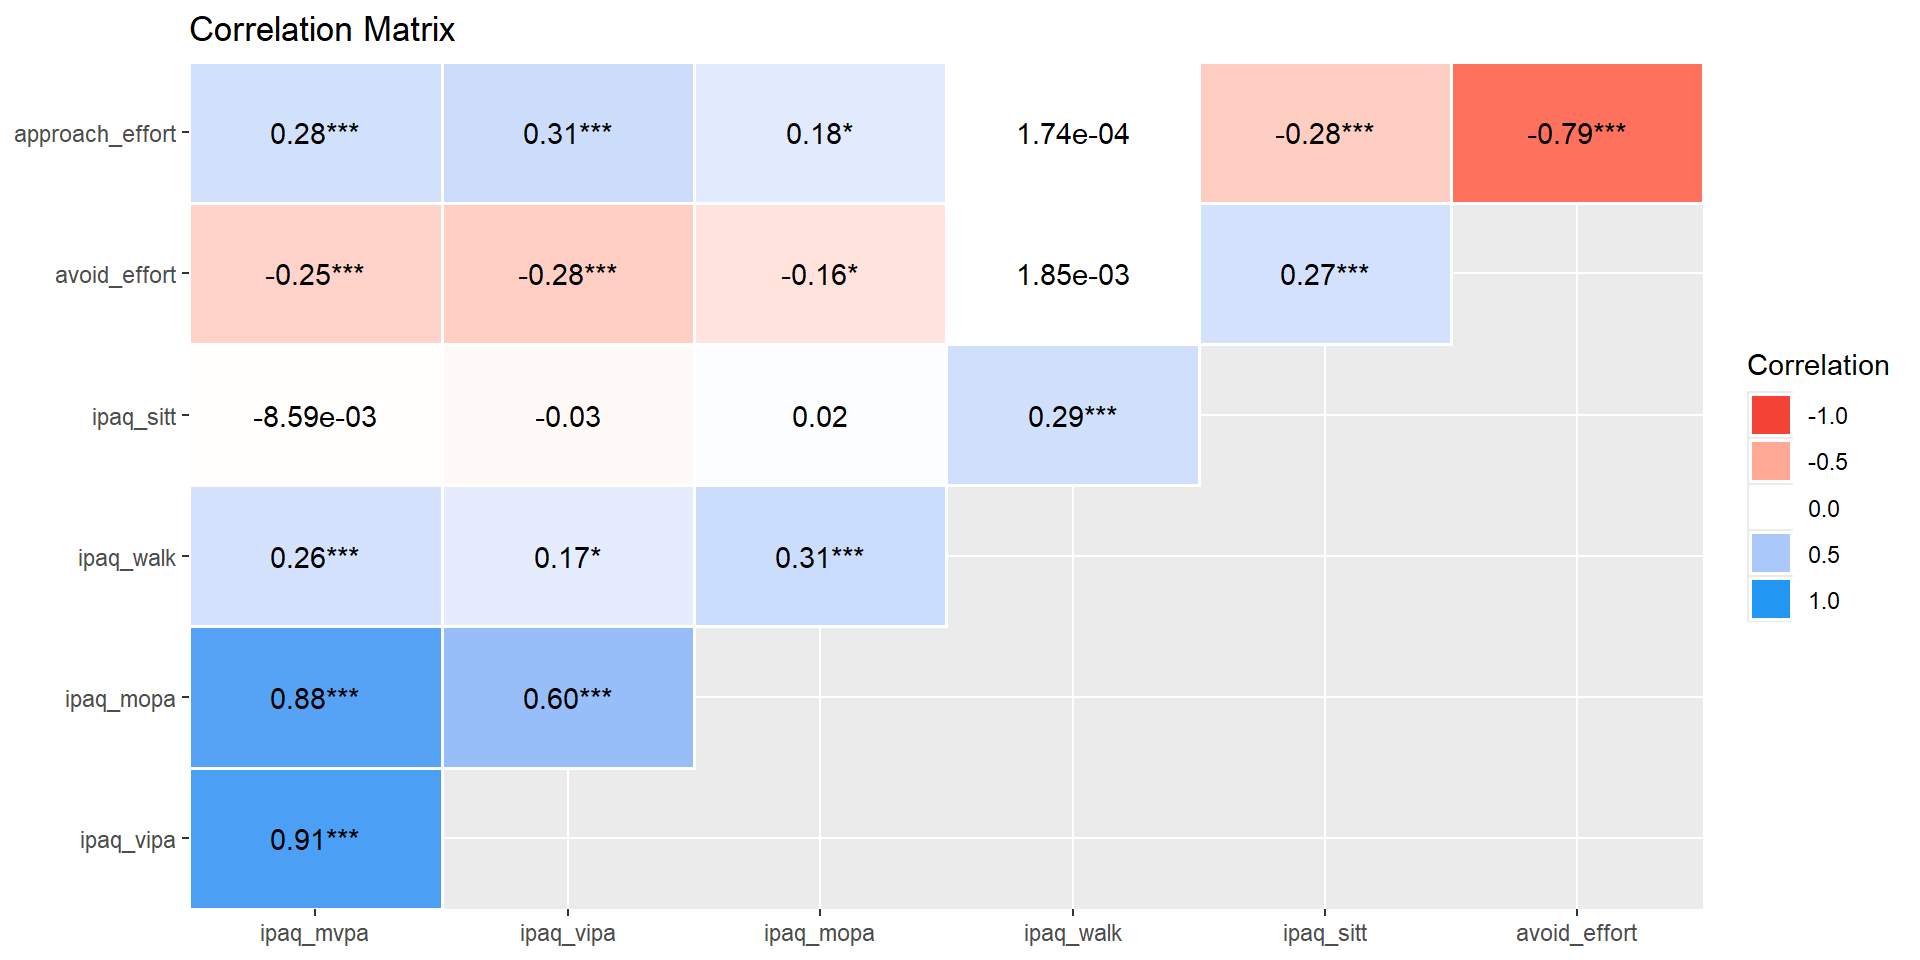 Correlation Matrix
approach_effort 0.28*** 0.31*** 0.18* 1.74e-04 -0.28*** -0.79***
avoid_effort -0.25*** -0.28*** -0.16* 1.85e-03 0.27***
ipaq_sitt -8.59e-03 -0.03 0.02 0.29***
ipaq_walk 0.26*** 0.17* 0.31***
ipaq_mopa 0.88*** 0.60***
ipaq_vipa 0.91***
ipaq_mvpa ipaq_vipa ipaq_mopa ipaq_walk ipaq_sitt avoid_effort
Correlation
-1.0
-0.5
0.0
0.5
1.0